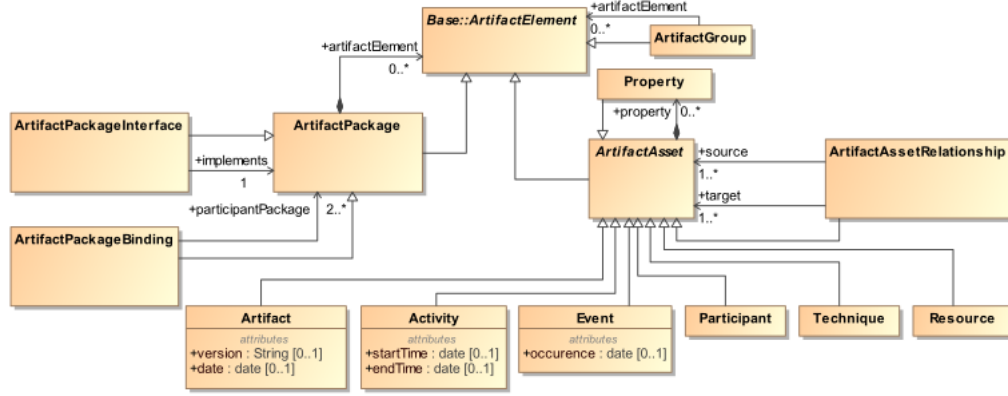 +artifactElement
Base::ArtifactElement
0..*
ArtifactGroup
+artifactElement
0..*
Property
+property
0..*
ArtifactPackageInterface
ArtifactPackage
+implements
1
ArtifactAsset
+source
1..*
+target
1..*
ArtifactAssetRelationship
+participantPackage
2..*
ArtifactPackageBinding
Artifact
attributes
+version : String [0..1]
+date : date [0..1]
Activity
attributes
+startTime : date [0..1]
+endTime : date [0..1]
Event
attributes
+occurence : date [0..1]
Participant
Technique
Resource